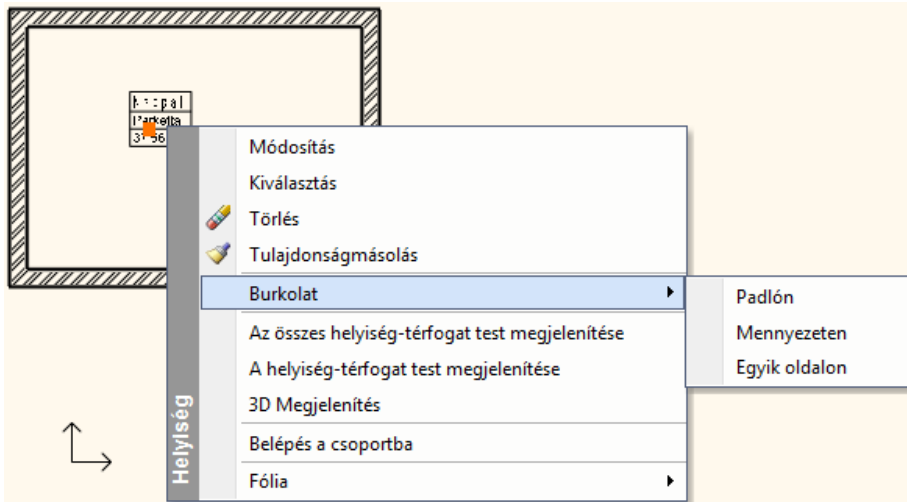 Parketta
Módosítás
Kiválasztás
Törlés
Tulajdonságmásolás
Burkolat
Padlón
Mennyezeten
Egyik oldalon
Az összes helyiség-térfogat test megjelenítése
A helyiség-térfogat test megjelenítése
3D Megjelenítés
Belépés a csoportba
Fólia
Helyiség